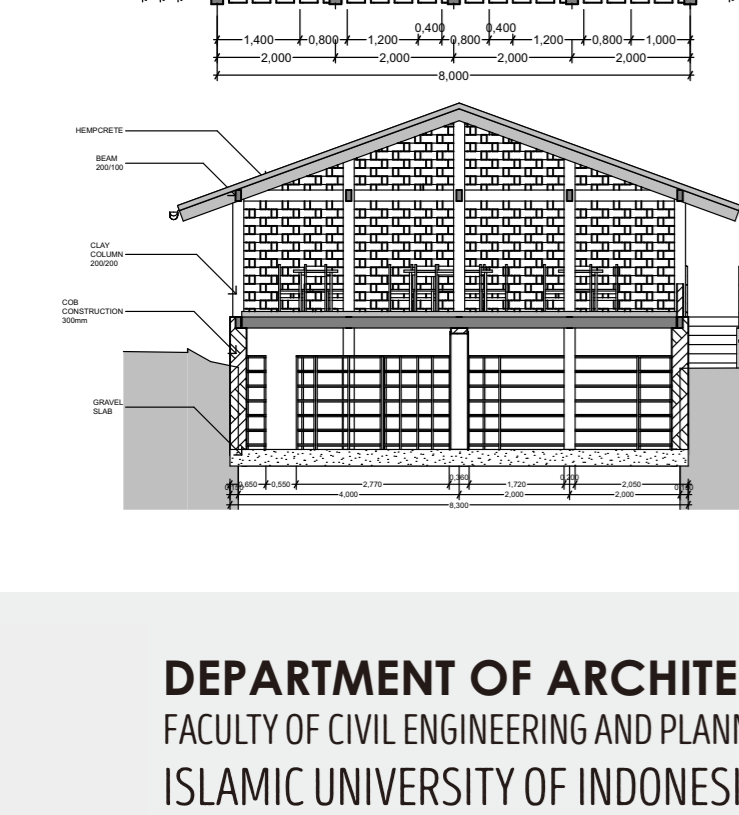 0,400 0,400
1,400 0,800 1,200 0,800 1,200 0,800 1,000
2,000 2,000 2,000 2,000
8,000
HEMPCRETE
BEAM
200/100
CLAY
COLUMN
200/200
COB
CONSTRUCTION
300mm
GRAVEL
SLAB
0,150 0,650 0,550 2,770 0,360 1,720 0,200 2,050 0,150
4,000 2,000 2,000
8,300
DEPARTMENT OF ARCHITE
FACULTY OF CIVIL ENGINEERING AND PLANN
ISLAMIC UNIVERSITY OF INDONESI